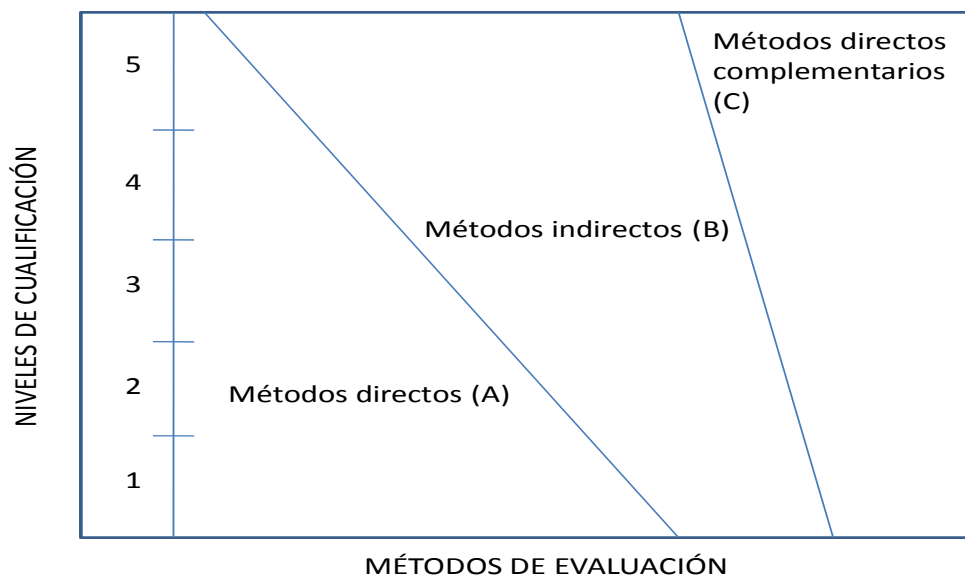 NIVELES DE CUALIFICACIÓN
5
4
3
2
1
Métodos directos
complementarios
(C)
Métodos indirectos (B)
Métodos directos (A)
MÉTODOS DE EVALUACIÓN